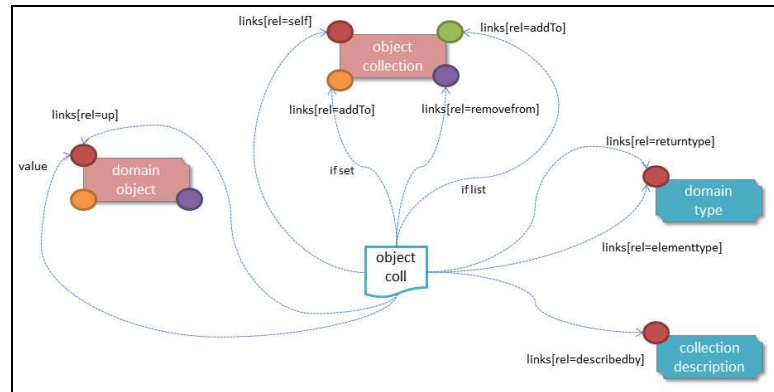 links[rel=self]
links[rel=addTo]
object
collection
links[rel=addTo]
links[rel=removefrom]
links[rel=up]
value
domain
object
links[rel=returntype]
if set
if list
domain
type
links[rel=elementtype]
object
coll
links[rel=describedby]
collection
description